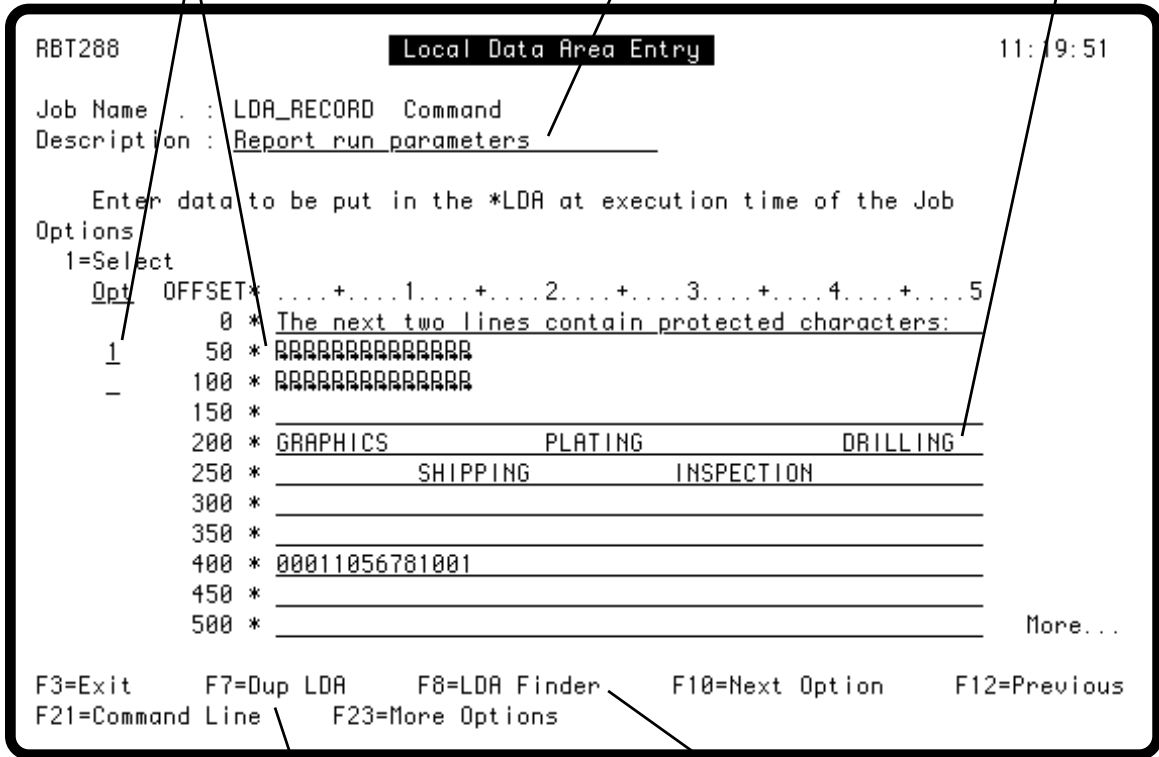 RBT288 Local Data Area Entry 11:19:51
Job Name . : LDA_RECORD Command
Description : Report run parameters
Enter data to be put in the *LDA at execution time of the Job
Options
1=Select
Opt OFFSET* ....+....1....+....2....+....3....+....4....+....5
0 * The next two lines contain protected characters:
1 50 *
_ 100 *
150 *
200 * GRAPHICS PLATING DRILLING
250 * SHIPPING INSPECTION
300 *
350 *
400 * 00011056781001
450 *
500 * More...
F3=Exit F7=Dup LDA F8=LDA Finder F10=Next Option F12=Previous
F21=Command Line F23=More Options